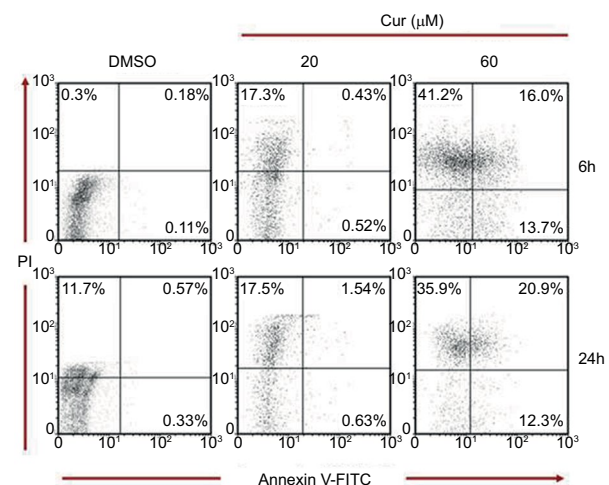 Cur (μM)
DMSO 20 60
10³ 10³ 10³
0.3% 0.18% 17.3% 0.43% 41.2% 16.0%
10² 10² 10²
6h
10¹ 10¹ 10¹
0.11% 0.52% 13.7%
0 0 0
0 10¹ 10² 10³ 0 10¹ 10² 10³ 0 10¹ 10² 10³
PI
10³ 10³ 10³
11.7% 0.57% 17.5% 1.54% 35.9% 20.9%
10² 10² 10²
24h
10¹ 10¹ 10¹
0.33% 0.63% 12.3%
0 0 0
0 10¹ 10² 10³ 0 10¹ 10² 10³ 0 10¹ 10² 10³
Annexin V-FITC